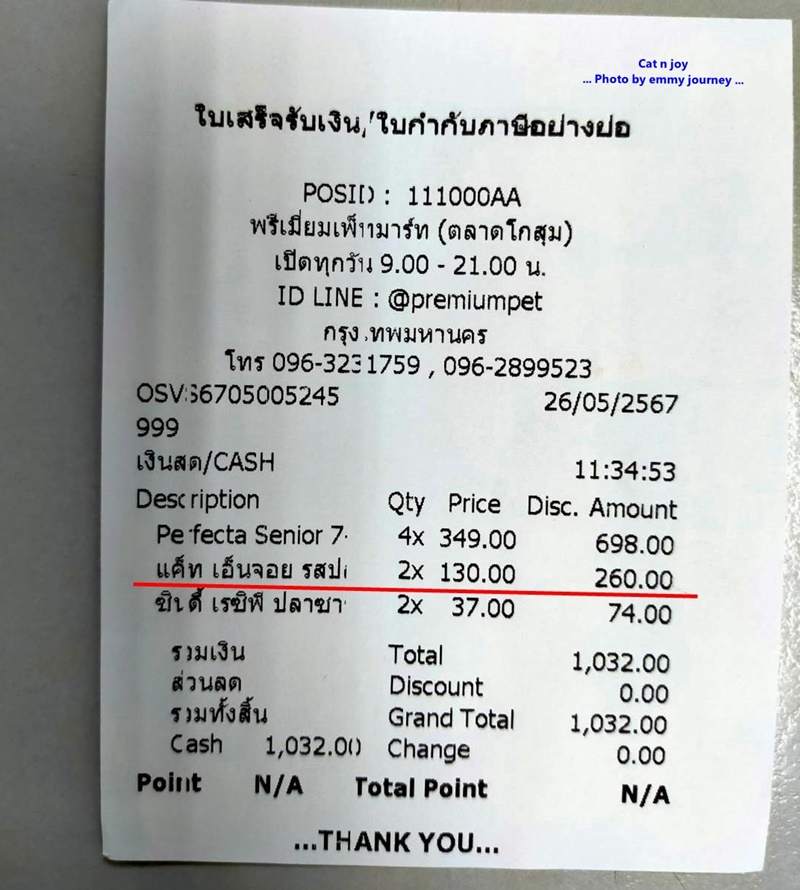 Cat n joy
... Photo by emmy journey ...
ใบเสร็จรับเงิน/ใบกำกับภาษีอย่างย่อ
POSID : 111000AA
พรีเมี่ยมเพ็ทมาร์ท (ตลาดโกสุม)
เปิดทุกวัน 9.00 - 21.00 น.
ID LINE : @premiumpet
กรุงเทพมหานคร
โทร 096-3231759 , 096-2899523
OSVS6705005245 26/05/2567
999
เงินสด/CASH 11:34:53
Description Qty Price Disc. Amount
Perfecta Senior 7- 4x 349.00 698.00
แค็ท เอ็นจอย รสปล 2x 130.00 260.00
ซินดี้ เรซิพี ปลาซา 2x 37.00 74.00
รวมเงิน Total 1,032.00
ส่วนลด Discount 0.00
รวมทั้งสิ้น Grand Total 1,032.00
Cash 1,032.00 Change 0.00
Point N/A Total Point N/A
...THANK YOU...